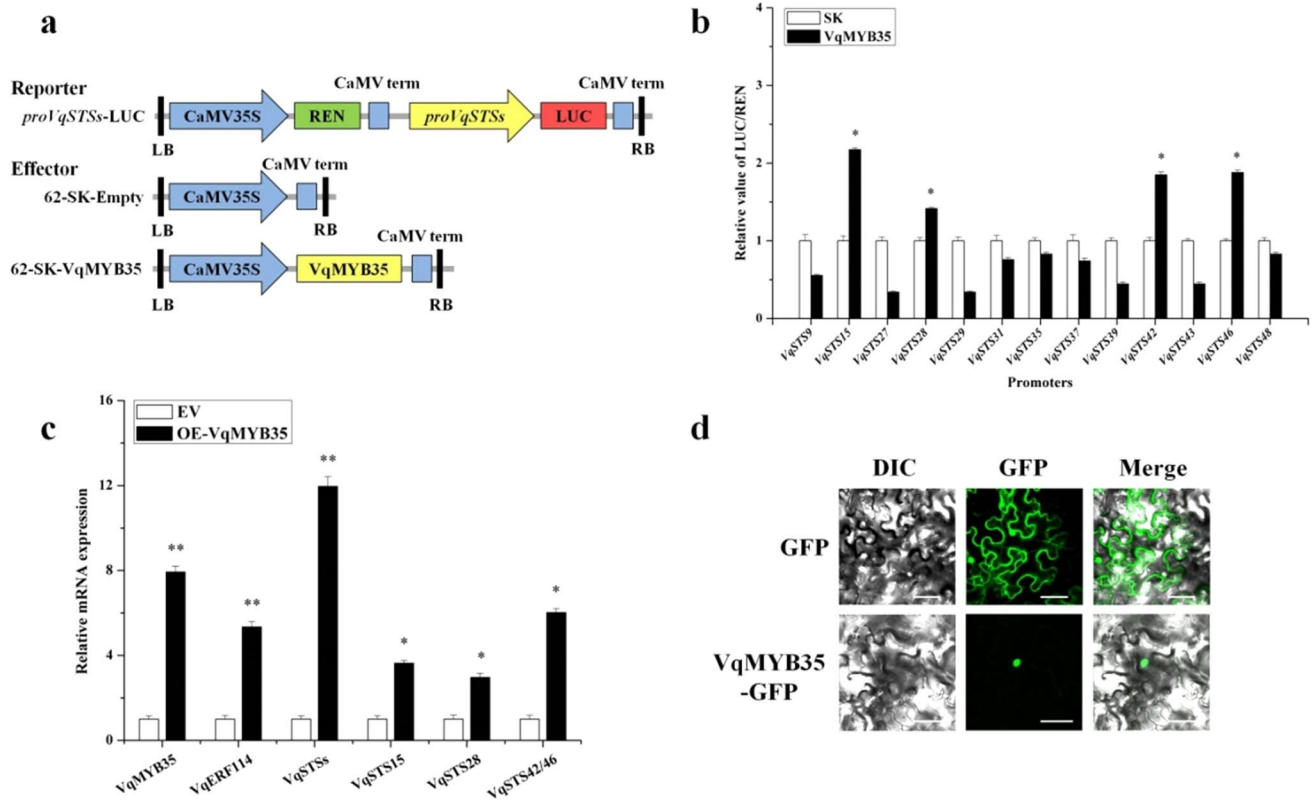 a
Reporter
proVqSTSs-LUC
CaMV term
CaMV term
CaMV35S
REN
proVqSTSs
LUC
LB
RB
Effector
62-SK-Empty
CaMV term
CaMV35S
LB
RB
62-SK-VqMYB35
CaMV term
CaMV35S
VqMYB35
LB
RB
b
SK
VqMYB35
Relative value of LUC/REN
4
3
2
1
0
*
*
*
*
VqSTS9
VqSTS15
VqSTS27
VqSTS28
VqSTS29
VqSTS31
VqSTS35
VqSTS37
VqSTS39
VqSTS42
VqSTS43
VqSTS46
VqSTS48
Promoters
c
EV
OE-VqMYB35
Relative mRNA expression
16
12
8
4
0
**
**
**
*
*
*
VqMYB35
VqERF114
VqSTSs
VqSTS15
VqSTS28
VqSTS42/46
d
DIC GFP Merge
GFP
VqMYB35
-GFP